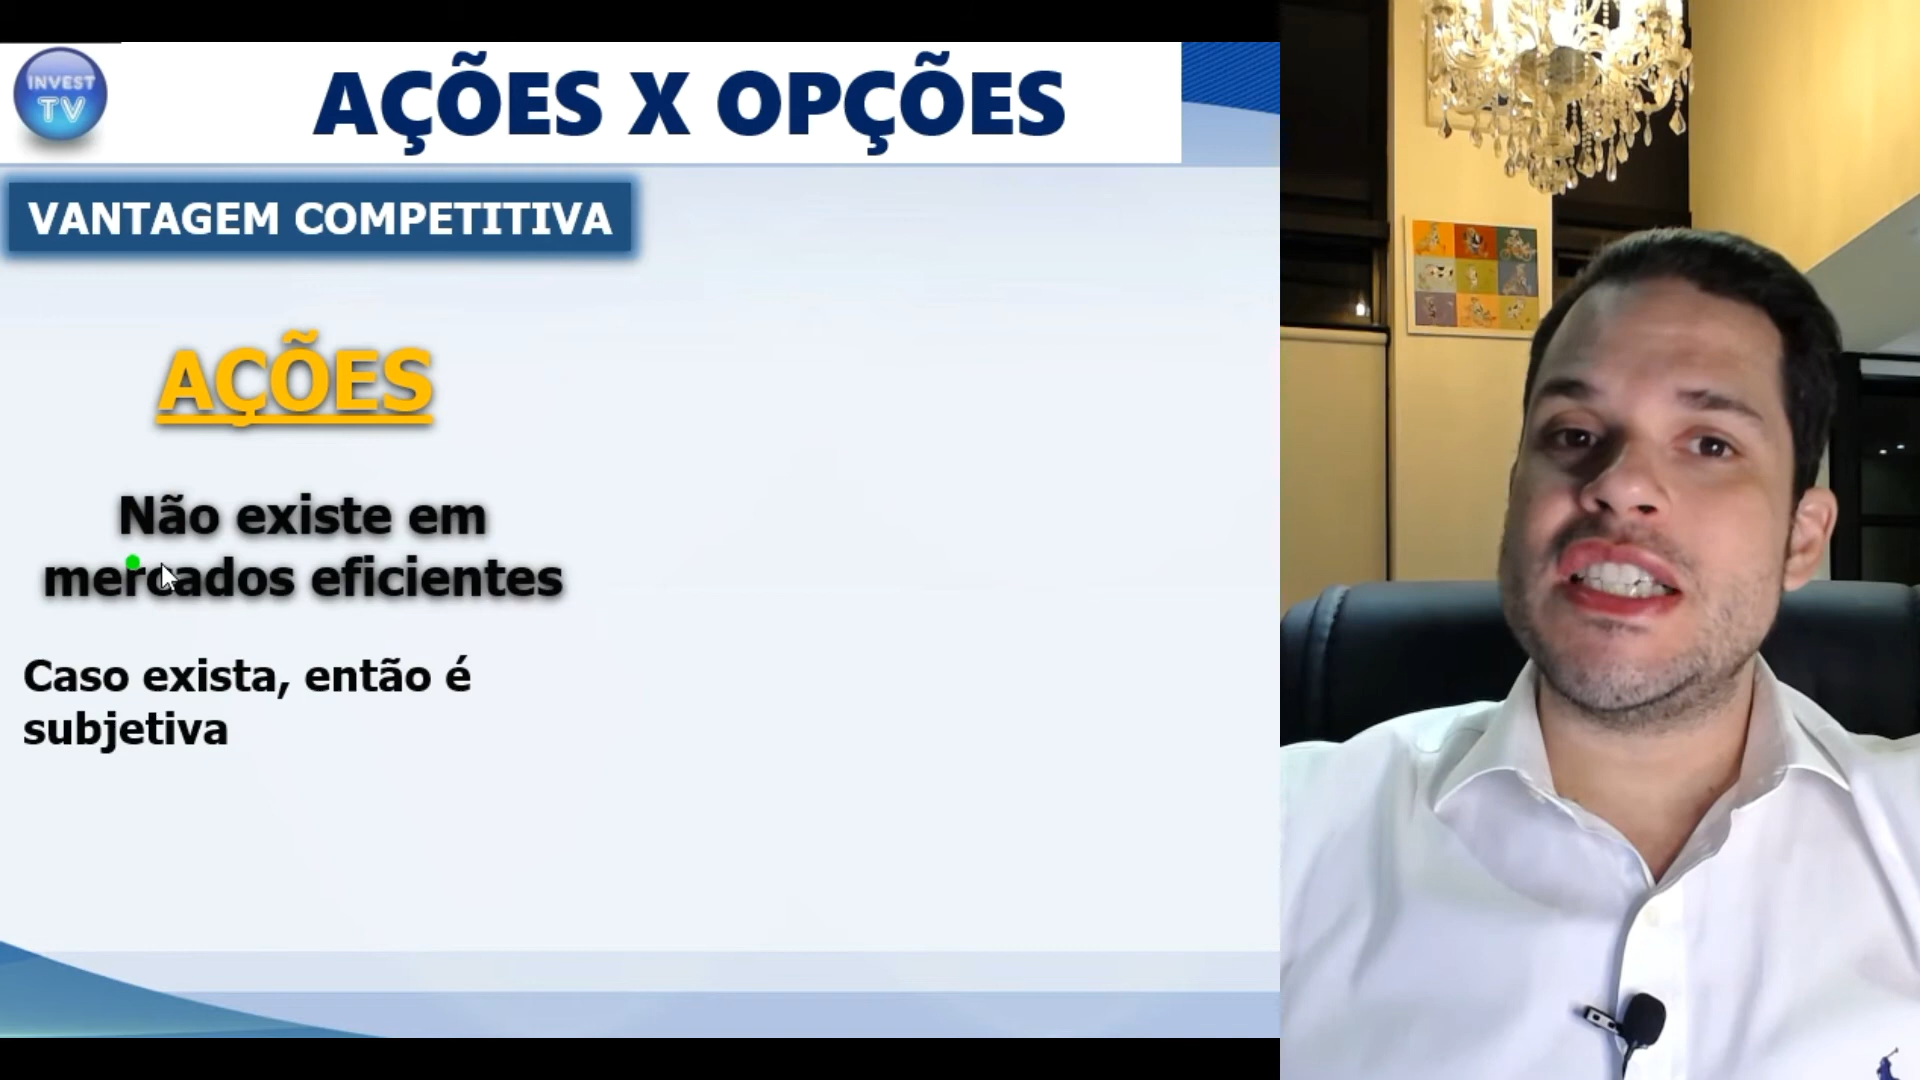 INVEST
TV
AÇÕES X OPÇÕES
VANTAGEM COMPETITIVA
AÇÕES
Não existe em
mercados eficientes
Caso exista, então é
subjetiva